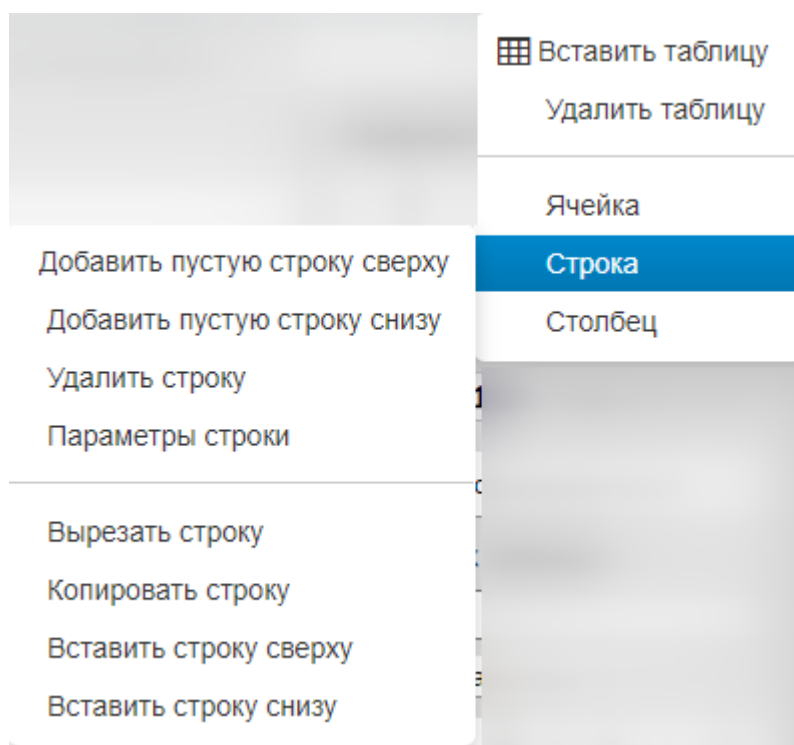 Вставить таблицу
Удалить таблицу
Ячейка
Строка
Столбец
Добавить пустую строку сверху
Добавить пустую строку снизу
Удалить строку
Параметры строки
Вырезать строку
Копировать строку
Вставить строку сверху
Вставить строку снизу